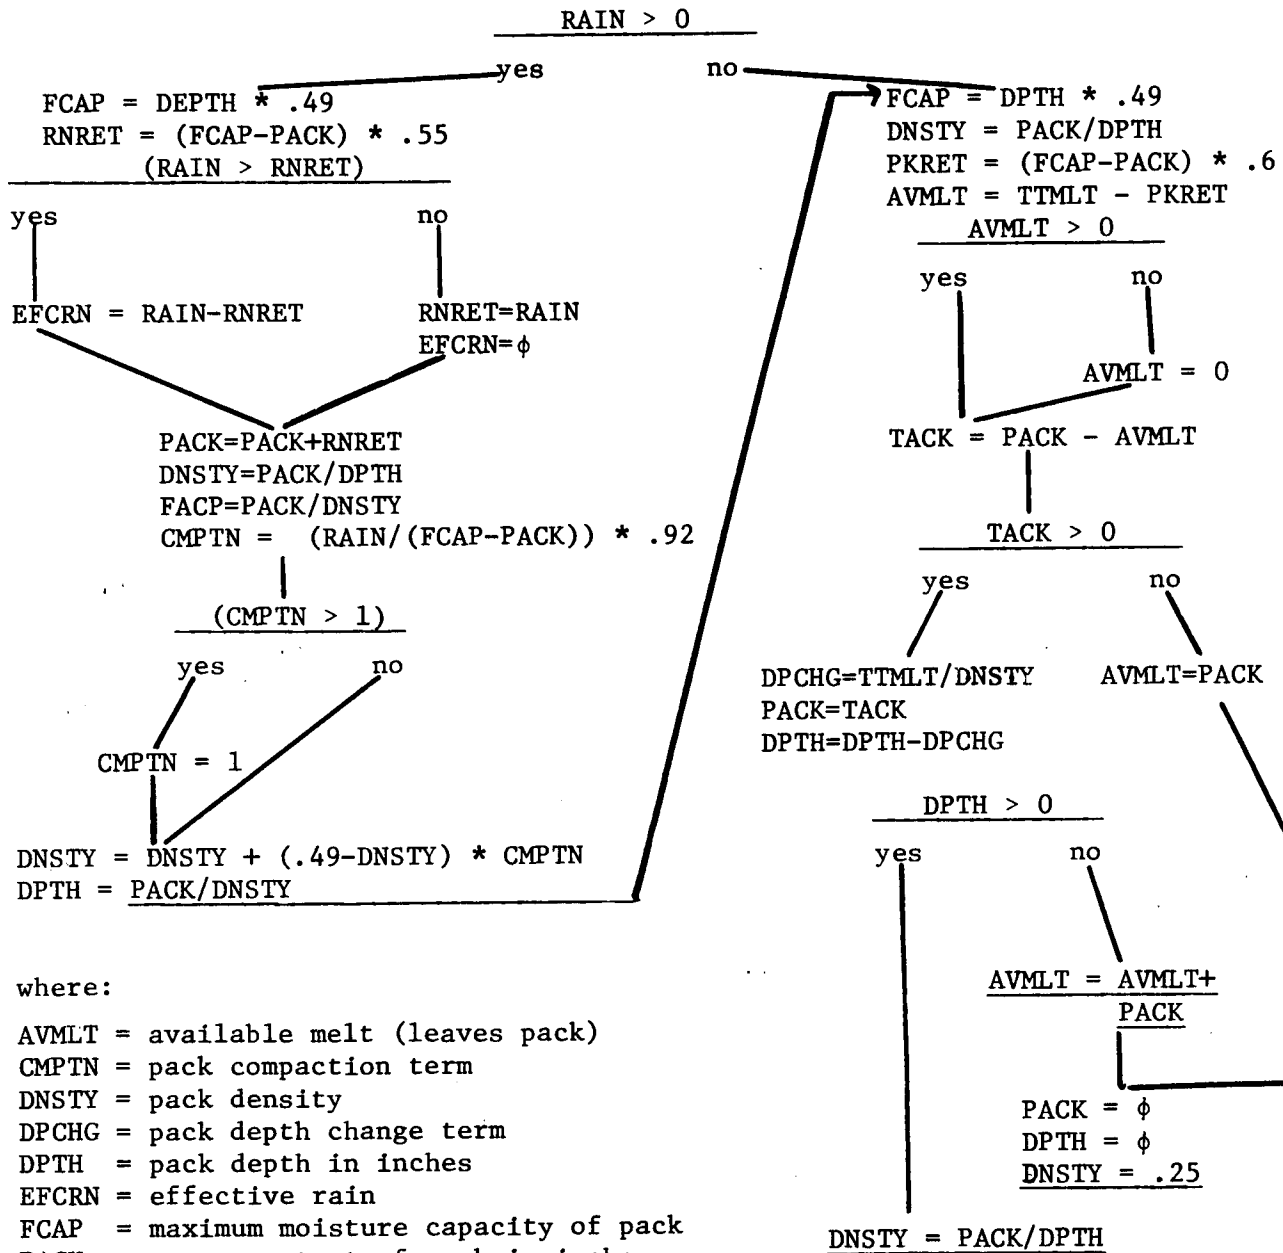 RAIN > 0
yes
no
FCAP = DEPTH * .49
RNRET = (FCAP-PACK) * .55
(RAIN > RNRET)
yes
no
EFCRN = RAIN-RNRET
RNRET=RAIN
EFCRN=ϕ
PACK=PACK+RNRET
DNSTY=PACK/DPTH
FACP=PACK/DNSTY
CMPTN = (RAIN/(FCAP-PACK)) * .92
(CMPTN > 1)
yes
no
CMPTN = 1
DNSTY = DNSTY + (.49-DNSTY) * CMPTN
DPTH = PACK/DNSTY
FCAP = DPTH * .49
DNSTY = PACK/DPTH
PKRET = (FCAP-PACK) * .6
AVMLT = TTMLT - PKRET
AVMLT > 0
yes
no
AVMLT = 0
TACK = PACK - AVMLT
TACK > 0
yes
no
DPCHG=TTMLT/DNSTY
PACK=TACK
DPTH=DPTH-DPCHG
AVMLT=PACK
DPTH > 0
yes
no
AVMLT = AVMLT+
PACK
PACK = ϕ
DPTH = ϕ
DNSTY = .25
DNSTY = PACK/DPTH
where:
AVMLT = available melt (leaves pack)
CMPTN = pack compaction term
DNSTY = pack density
DPCHG = pack depth change term
DPTH = pack depth in inches
EFCRN = effective rain
FCAP = maximum moisture capacity of pack